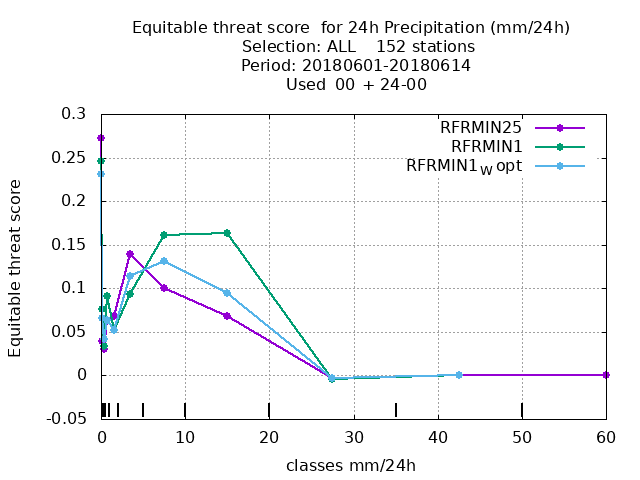 Equitable threat score  for 24h Precipitation (mm/24h)
Selection: ALL    152 stations
Period: 20180601-20180614
Used  00 + 24-00
RFRMIN25
RFRMIN1
RFRMIN1W opt
Equitable threat score
0.3
0.25
0.2
0.15
0.1
0.05
0
-0.05
0 10 20 30 40 50 60
classes mm/24h